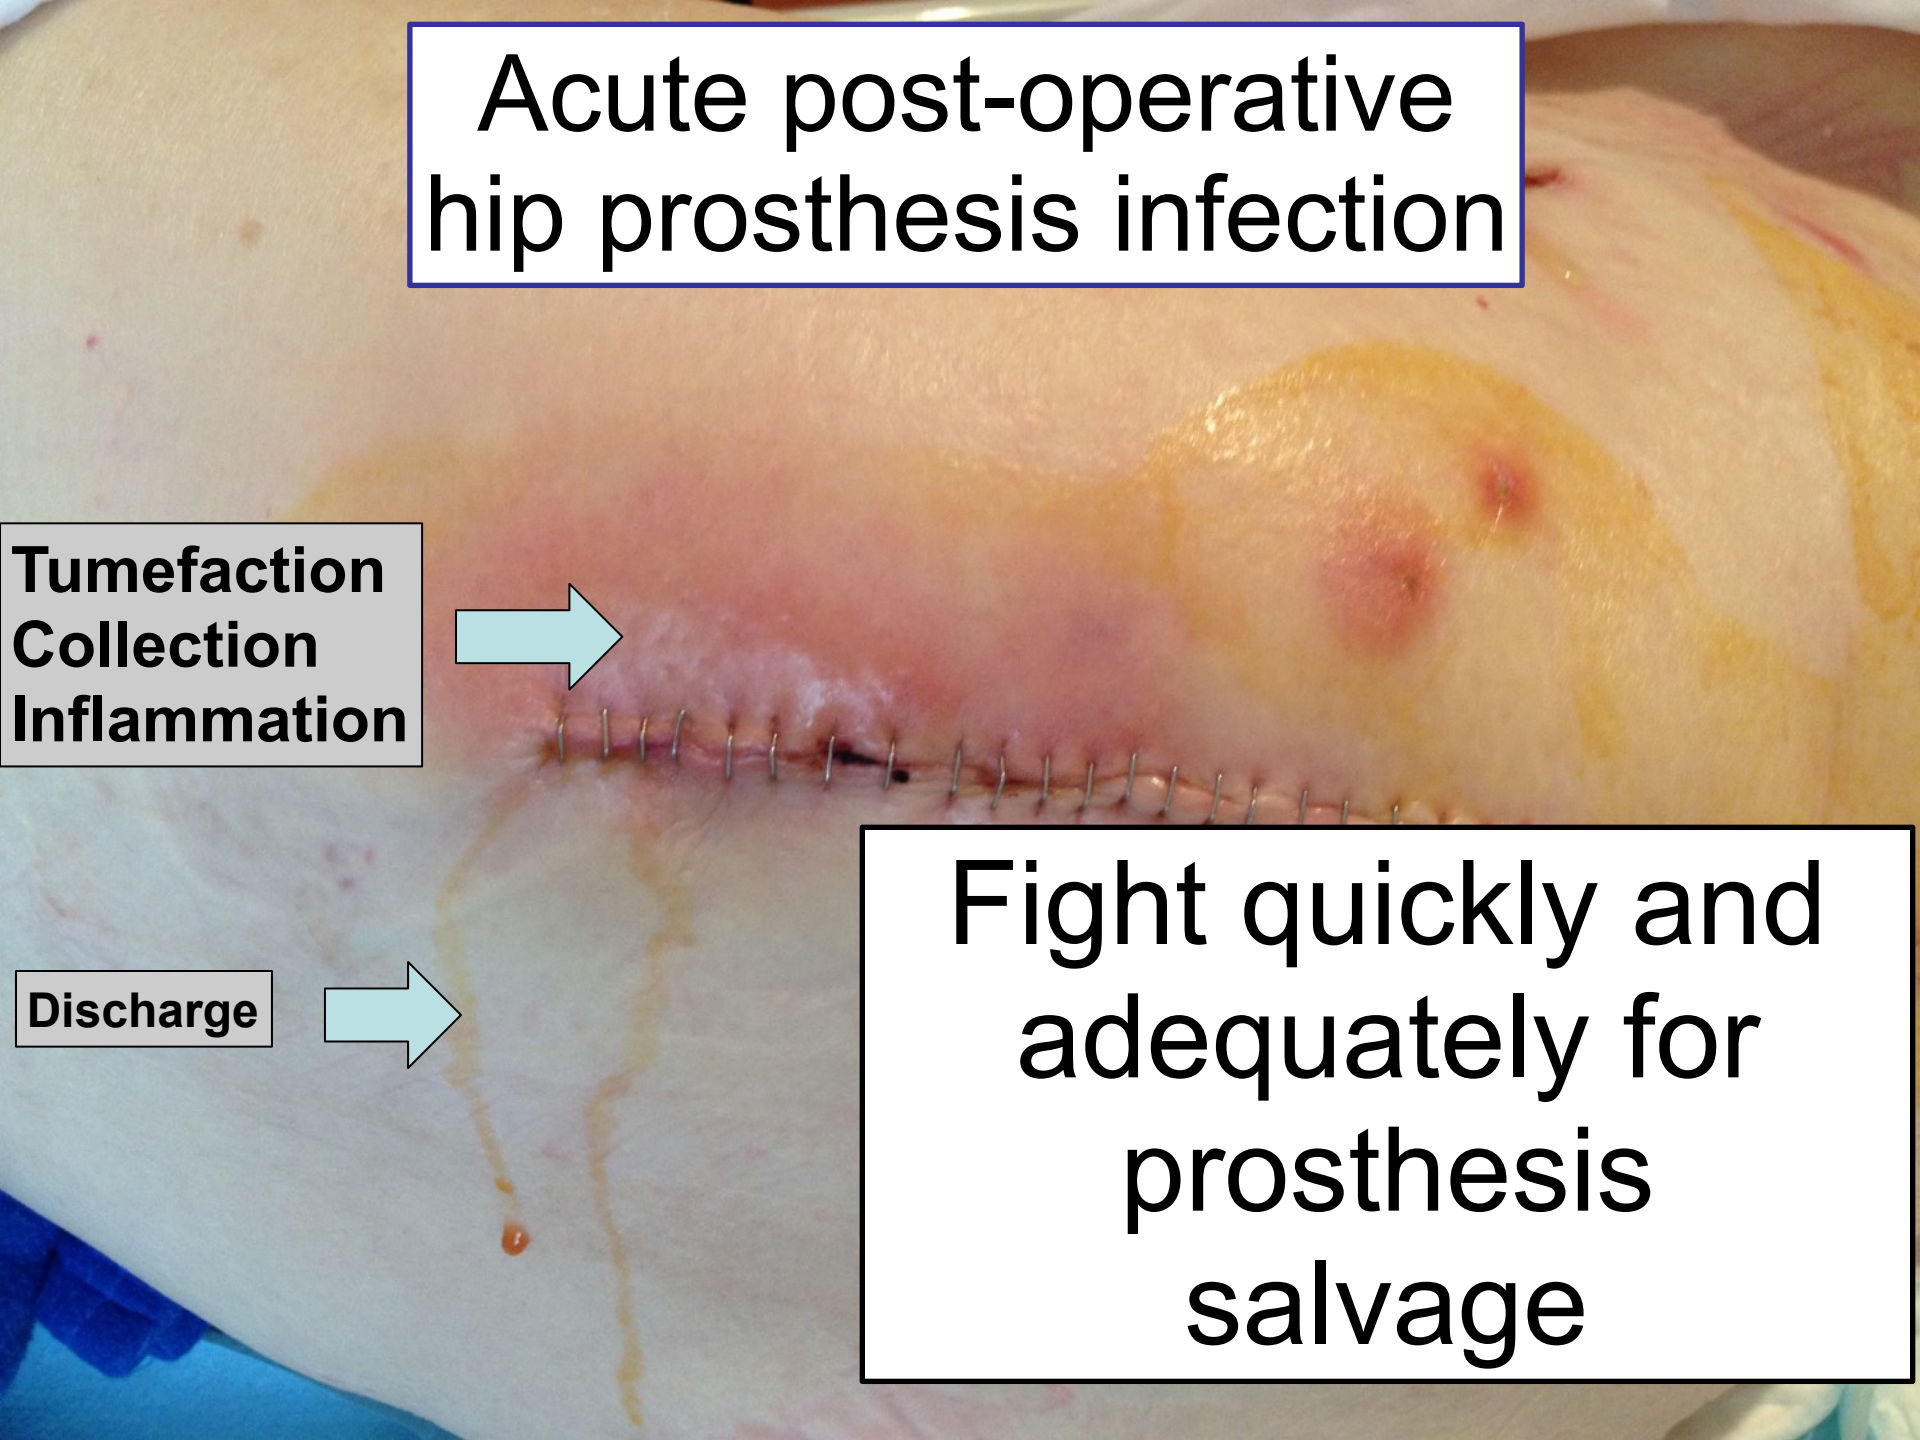 Acute post-operative
hip prosthesis infection
Tumefaction
Collection
Inflammation
Discharge
Fight quickly and
adequately for
prosthesis
salvage